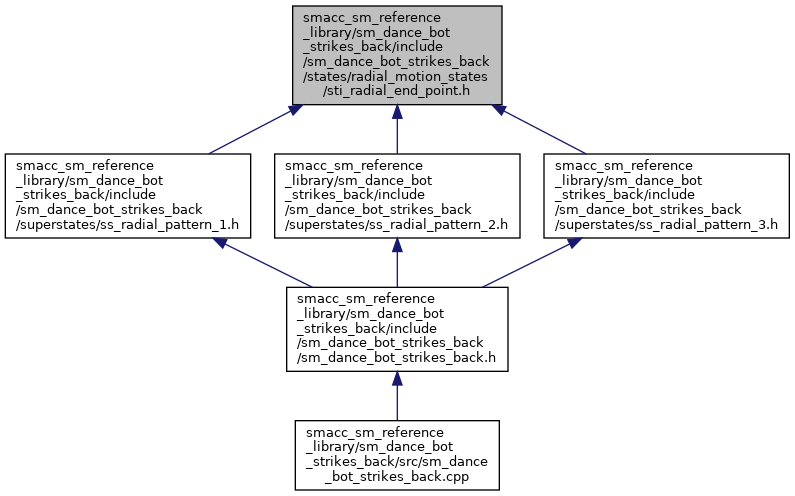 smacc_sm_reference
_library/sm_dance_bot
_strikes_back/include
/sm_dance_bot_strikes_back
/states/radial_motion_states
/sti_radial_end_point.h
smacc_sm_reference
_library/sm_dance_bot
_strikes_back/include
/sm_dance_bot_strikes_back
/superstates/ss_radial_pattern_1.h
smacc_sm_reference
_library/sm_dance_bot
_strikes_back/include
/sm_dance_bot_strikes_back
/superstates/ss_radial_pattern_2.h
smacc_sm_reference
_library/sm_dance_bot
_strikes_back/include
/sm_dance_bot_strikes_back
/superstates/ss_radial_pattern_3.h
smacc_sm_reference
_library/sm_dance_bot
_strikes_back/include
/sm_dance_bot_strikes_back
/sm_dance_bot_strikes_back.h
smacc_sm_reference
_library/sm_dance_bot
_strikes_back/src/sm_dance
_bot_strikes_back.cpp